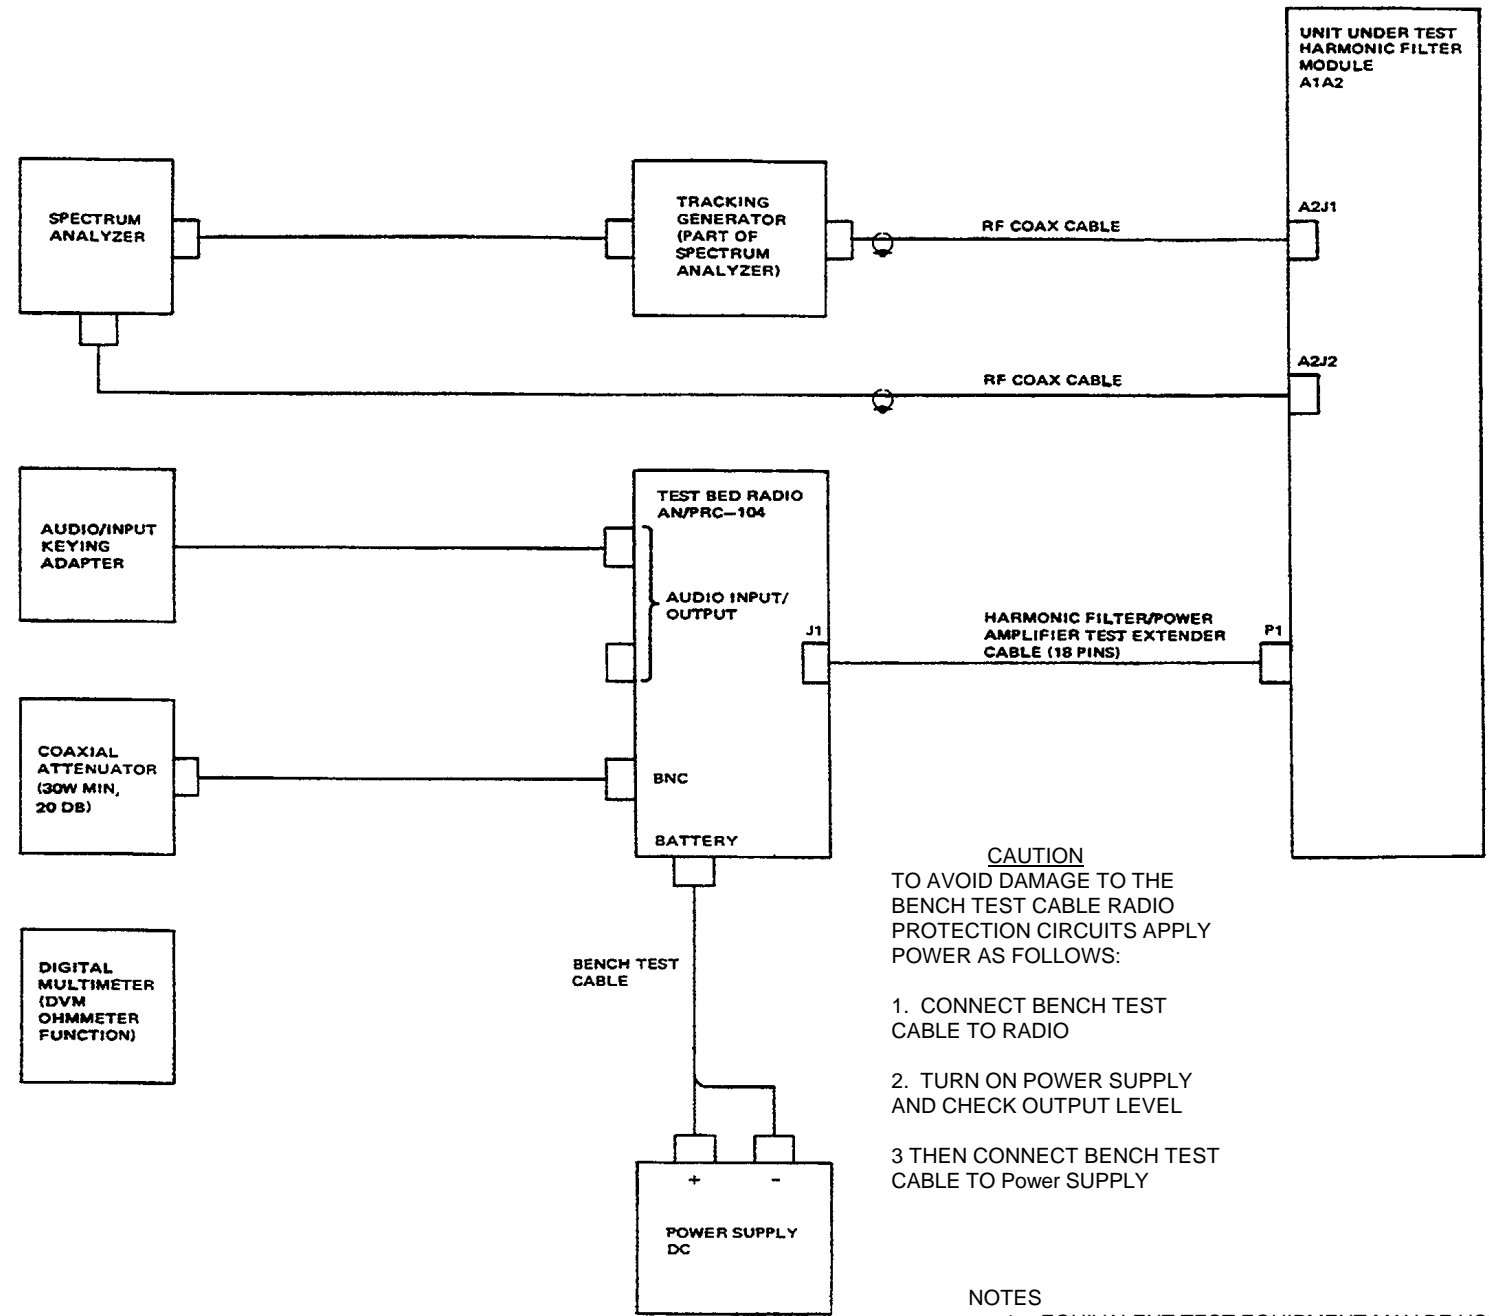 UNIT UNDER TEST
HARMONIC FILTER
MODULE
A1A2
SPECTRUM
ANALYZER
TRACKING
GENERATOR
(PART OF
SPECTRUM
ANALYZER)
RF COAX CABLE
A2J1
RF COAX CABLE
A2J2
AUDIO/INPUT
KEYING
ADAPTER
TEST BED RADIO
AN/PRC-104
AUDIO INPUT/
OUTPUT
J1
HARMONIC FILTER/POWER
AMPLIFIER TEST EXTENDER
CABLE (18 PINS)
P1
COAXIAL
ATTENUATOR
(30W MIN,
20 DB)
BNC
BATTERY
DIGITAL
MULTIMETER
(DVM
OHMMETER
FUNCTION)
BENCH TEST
CABLE
CAUTION
TO AVOID DAMAGE TO THE
BENCH TEST CABLE RADIO
PROTECTION CIRCUITS APPLY
POWER AS FOLLOWS:
1. CONNECT BENCH TEST
CABLE TO RADIO
2. TURN ON POWER SUPPLY
AND CHECK OUTPUT LEVEL
3 THEN CONNECT BENCH TEST
CABLE TO Power SUPPLY
+ -
POWER SUPPLY
DC
NOTES
EQUIVALENT TEST EQUIPMENT